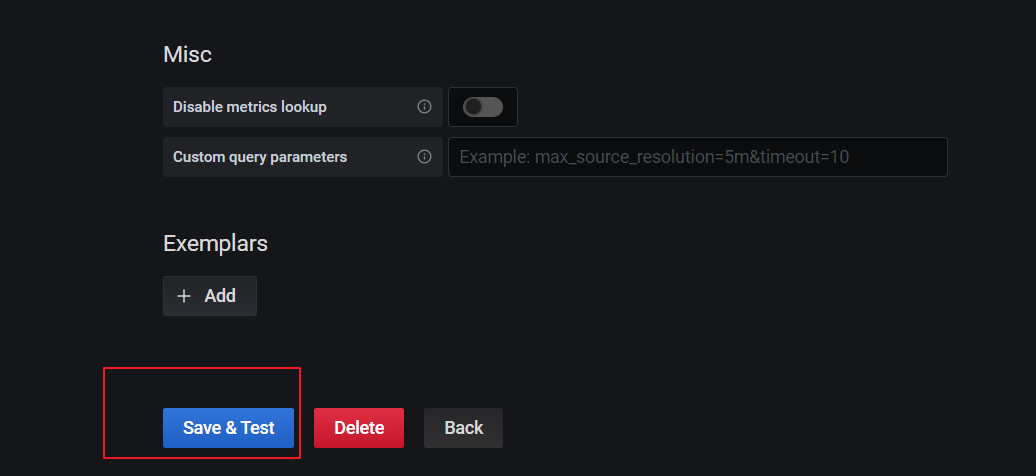 Misc
Disable metrics lookup
Custom query parameters Example: max_source_resolution=5m&timeout=10
Exemplars
+ Add
Save & Test Delete Back